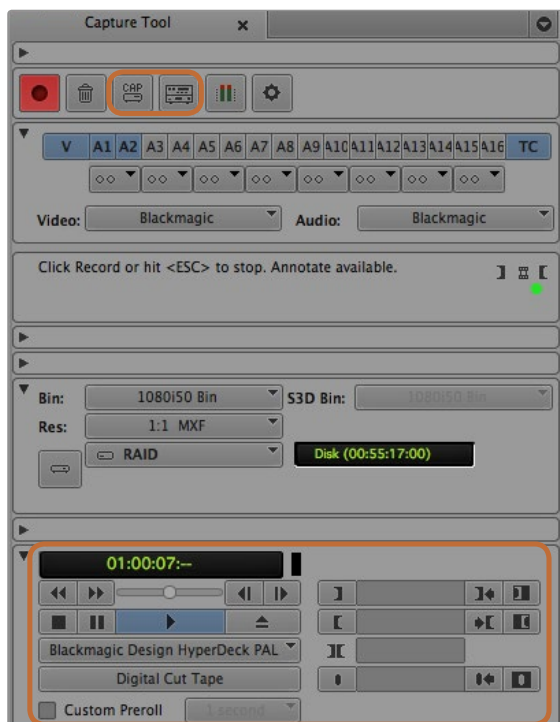 Capture Tool x
CAP
V A1 A2 A3 A4 A5 A6 A7 A8 A9 A10 A11 A12 A13 A14 A15 A16 TC
Video: Blackmagic Audio: Blackmagic
Click Record or hit <ESC> to stop. Annotate available.
Bin: 1080i50 Bin S3D Bin: 1080i50 Bin
Res: 1:1 MXF
RAID Disk (00:55:17:00)
01:00:07:--
Blackmagic Design HyperDeck PAL
Digital Cut Tape
Custom Preroll 1 second